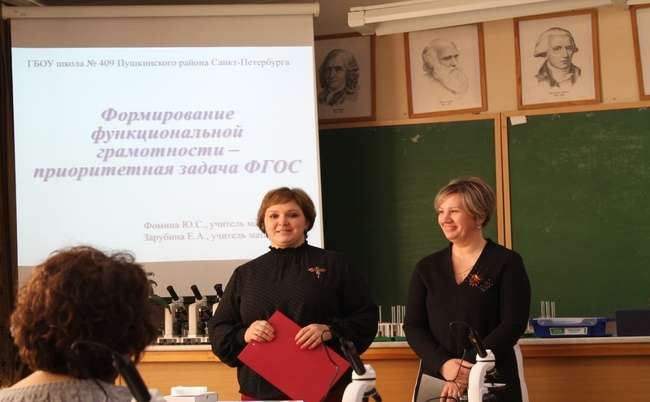 ГБОУ школа № 409 Пушкинского района Санкт-Петербурга
Формирование
функциональной
грамотности –
приоритетная задача ФГОС
Фомина Ю.С., учитель
Зарубина Е.А., учитель